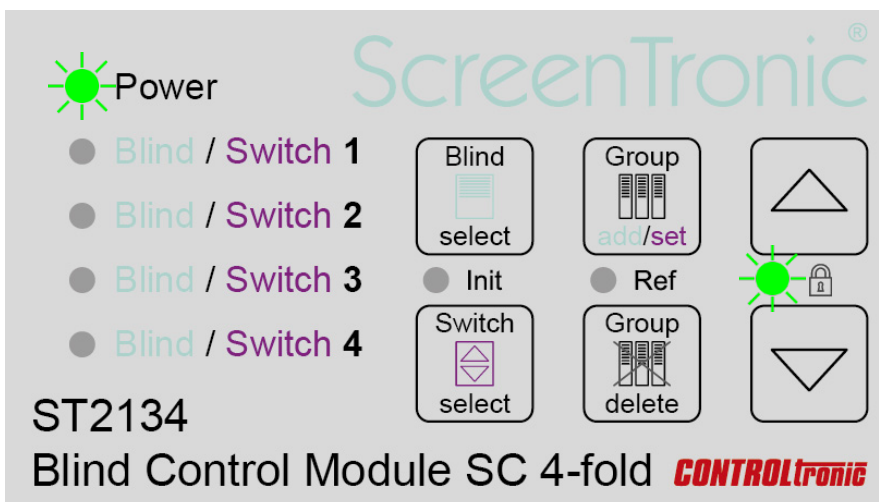 ScreenTronic®
Power
Blind / Switch 1
Blind / Switch 2
Blind / Switch 3
Blind / Switch 4
Blind
select
Group
add/set
Init
Ref
Switch
select
Group
delete
ST2134
Blind Control Module SC 4-fold CONTROLtronic